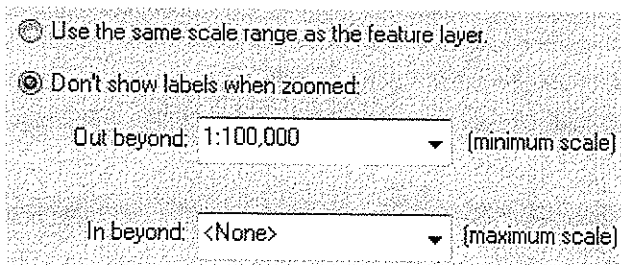 Use the same scale range as the feature layer.
Don't show labels when zoomed:
Out beyond: 1:100,000 (minimum scale)
In beyond: <None> (maximum scale)